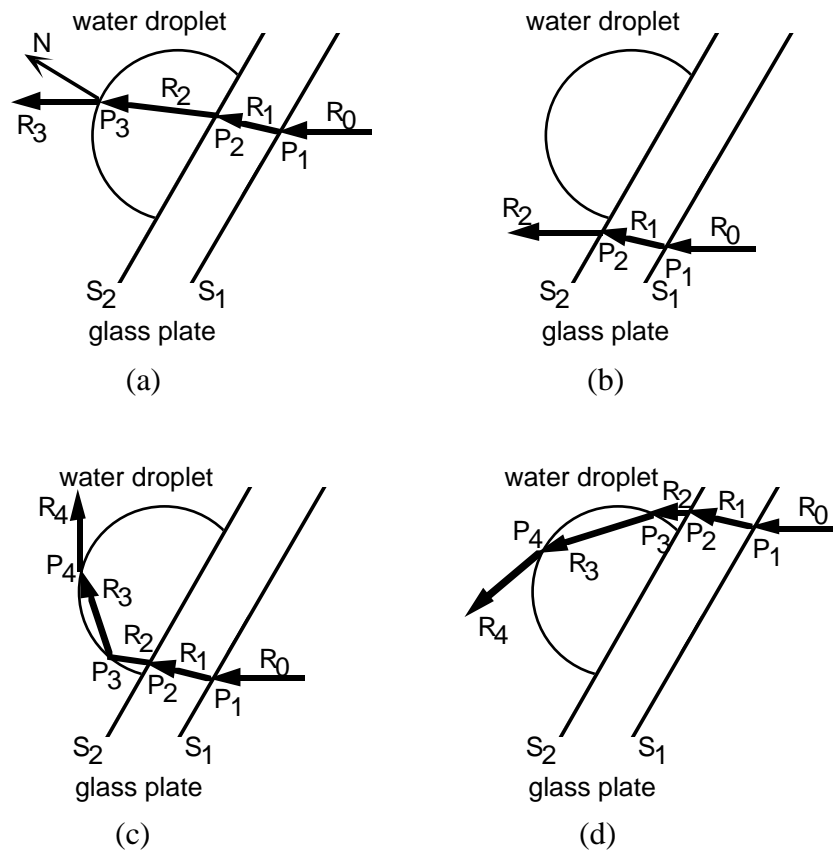 water droplet
N
R2
R1
R0
R3
P3
P2
P1
S2
S1
glass plate
(a)
water droplet
R2
R1
R0
P2
P1
S2
S1
glass plate
(b)
water droplet
R4
P4
R3
R2
R1
R0
P3
P2
P1
S2
S1
glass plate
(c)
water droplet
R2
R1
R0
P4
P3
P2
P1
R3
R4
S2
S1
glass plate
(d)